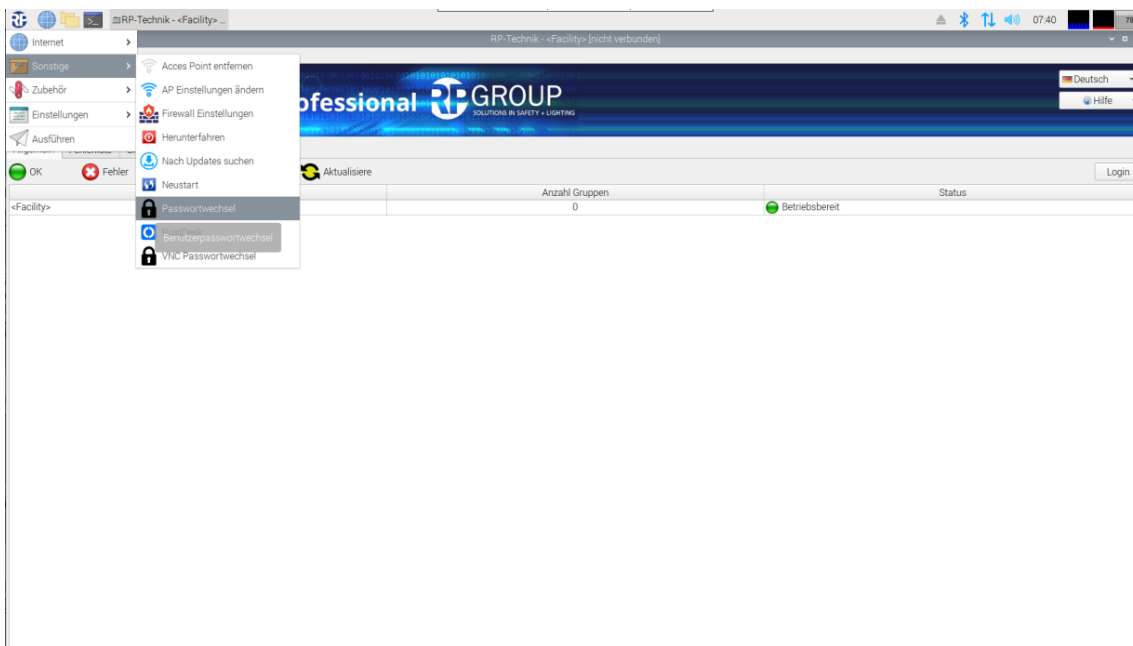 RP-Technik - <Facility> ...
07:40
78
RP-Technik - <Facility> [nicht verbunden]
Internet
Sonstige
Zubehör
Einstellungen
Ausführen
Acces Point entfernen
AP Einstellungen ändern
Firewall Einstellungen
Herunterfahren
Nach Updates suchen
Neustart
Passwortwechsel
Benutzerpasswortwechsel
VNC Passwortwechsel
ofessional RP GROUP
SOLUTIONS IN SAFETY + LIGHTING
Deutsch
Hilfe
OK
Fehler
Aktualisiere
Login
Anzahl Gruppen
Status
<Facility>
0
Betriebsbereit